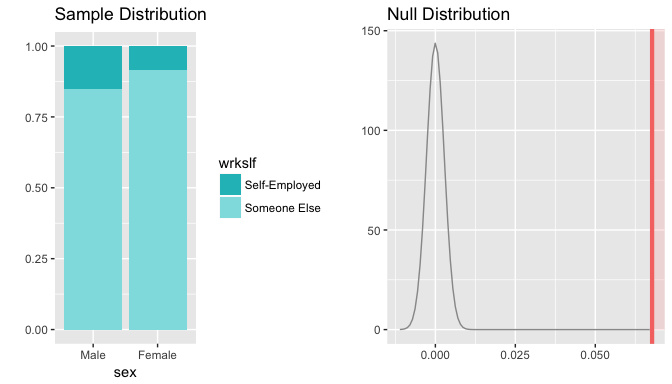 Sample Distribution
1.00
0.75
0.50
0.25
0.00
Male Female
sex
wrkslf
Self-Employed
Someone Else
Null Distribution
150
100
50
0
0.000 0.025 0.050